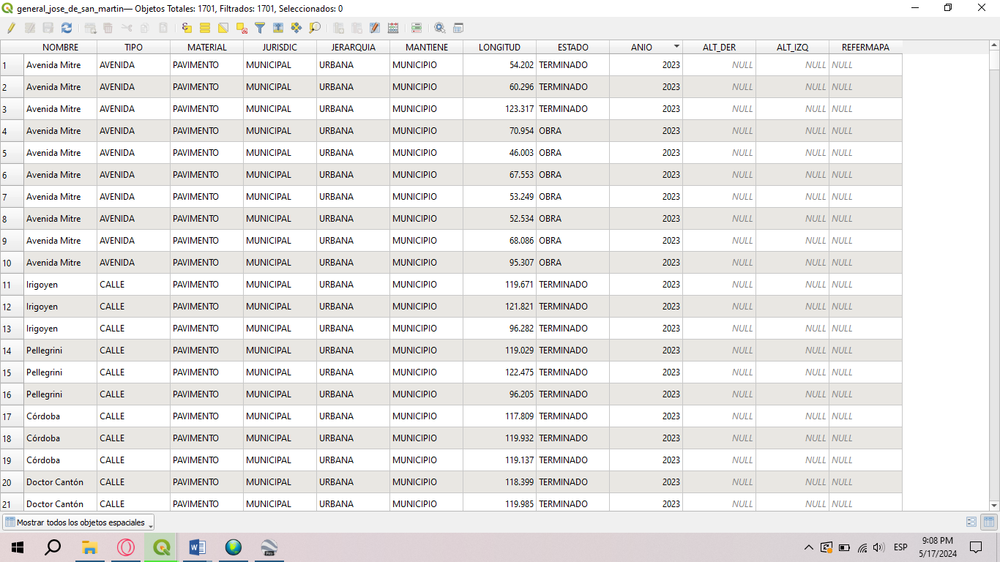 general_jose_de_san_martin— Objetos Totales: 1701, Filtrados: 1701, Seleccionados: 0
NOMBRE TIPO MATERIAL JURISDIC JERARQUIA MANTIENE LONGITUD ESTADO ANIO ALT_DER ALT_IZQ REFERMAPA
1 Avenida Mitre AVENIDA PAVIMENTO MUNICIPAL URBANA MUNICIPIO 54.202 TERMINADO 2023 NULL NULL NULL
2 Avenida Mitre AVENIDA PAVIMENTO MUNICIPAL URBANA MUNICIPIO 60.296 TERMINADO 2023 NULL NULL NULL
3 Avenida Mitre AVENIDA PAVIMENTO MUNICIPAL URBANA MUNICIPIO 123.317 TERMINADO 2023 NULL NULL NULL
4 Avenida Mitre AVENIDA PAVIMENTO MUNICIPAL URBANA MUNICIPIO 70.954 OBRA 2023 NULL NULL NULL
5 Avenida Mitre AVENIDA PAVIMENTO MUNICIPAL URBANA MUNICIPIO 46.003 OBRA 2023 NULL NULL NULL
6 Avenida Mitre AVENIDA PAVIMENTO MUNICIPAL URBANA MUNICIPIO 67.553 OBRA 2023 NULL NULL NULL
7 Avenida Mitre AVENIDA PAVIMENTO MUNICIPAL URBANA MUNICIPIO 53.249 OBRA 2023 NULL NULL NULL
8 Avenida Mitre AVENIDA PAVIMENTO MUNICIPAL URBANA MUNICIPIO 52.534 OBRA 2023 NULL NULL NULL
9 Avenida Mitre AVENIDA PAVIMENTO MUNICIPAL URBANA MUNICIPIO 68.086 OBRA 2023 NULL NULL NULL
10 Avenida Mitre AVENIDA PAVIMENTO MUNICIPAL URBANA MUNICIPIO 95.307 OBRA 2023 NULL NULL NULL
11 Irigoyen CALLE PAVIMENTO MUNICIPAL URBANA MUNICIPIO 119.671 TERMINADO 2023 NULL NULL NULL
12 Irigoyen CALLE PAVIMENTO MUNICIPAL URBANA MUNICIPIO 121.821 TERMINADO 2023 NULL NULL NULL
13 Irigoyen CALLE PAVIMENTO MUNICIPAL URBANA MUNICIPIO 96.282 TERMINADO 2023 NULL NULL NULL
14 Pellegrini CALLE PAVIMENTO MUNICIPAL URBANA MUNICIPIO 119.029 TERMINADO 2023 NULL NULL NULL
15 Pellegrini CALLE PAVIMENTO MUNICIPAL URBANA MUNICIPIO 122.475 TERMINADO 2023 NULL NULL NULL
16 Pellegrini CALLE PAVIMENTO MUNICIPAL URBANA MUNICIPIO 96.205 TERMINADO 2023 NULL NULL NULL
17 Córdoba CALLE PAVIMENTO MUNICIPAL URBANA MUNICIPIO 117.809 TERMINADO 2023 NULL NULL NULL
18 Córdoba CALLE PAVIMENTO MUNICIPAL URBANA MUNICIPIO 119.932 TERMINADO 2023 NULL NULL NULL
19 Córdoba CALLE PAVIMENTO MUNICIPAL URBANA MUNICIPIO 119.137 TERMINADO 2023 NULL NULL NULL
20 Doctor Cantón CALLE PAVIMENTO MUNICIPAL URBANA MUNICIPIO 118.399 TERMINADO 2023 NULL NULL NULL
21 Doctor Cantón CALLE PAVIMENTO MUNICIPAL URBANA MUNICIPIO 119.985 TERMINADO 2023 NULL NULL NULL
Mostrar todos los objetos espaciales
Pro
ESP
9:08 PM
5/17/2024